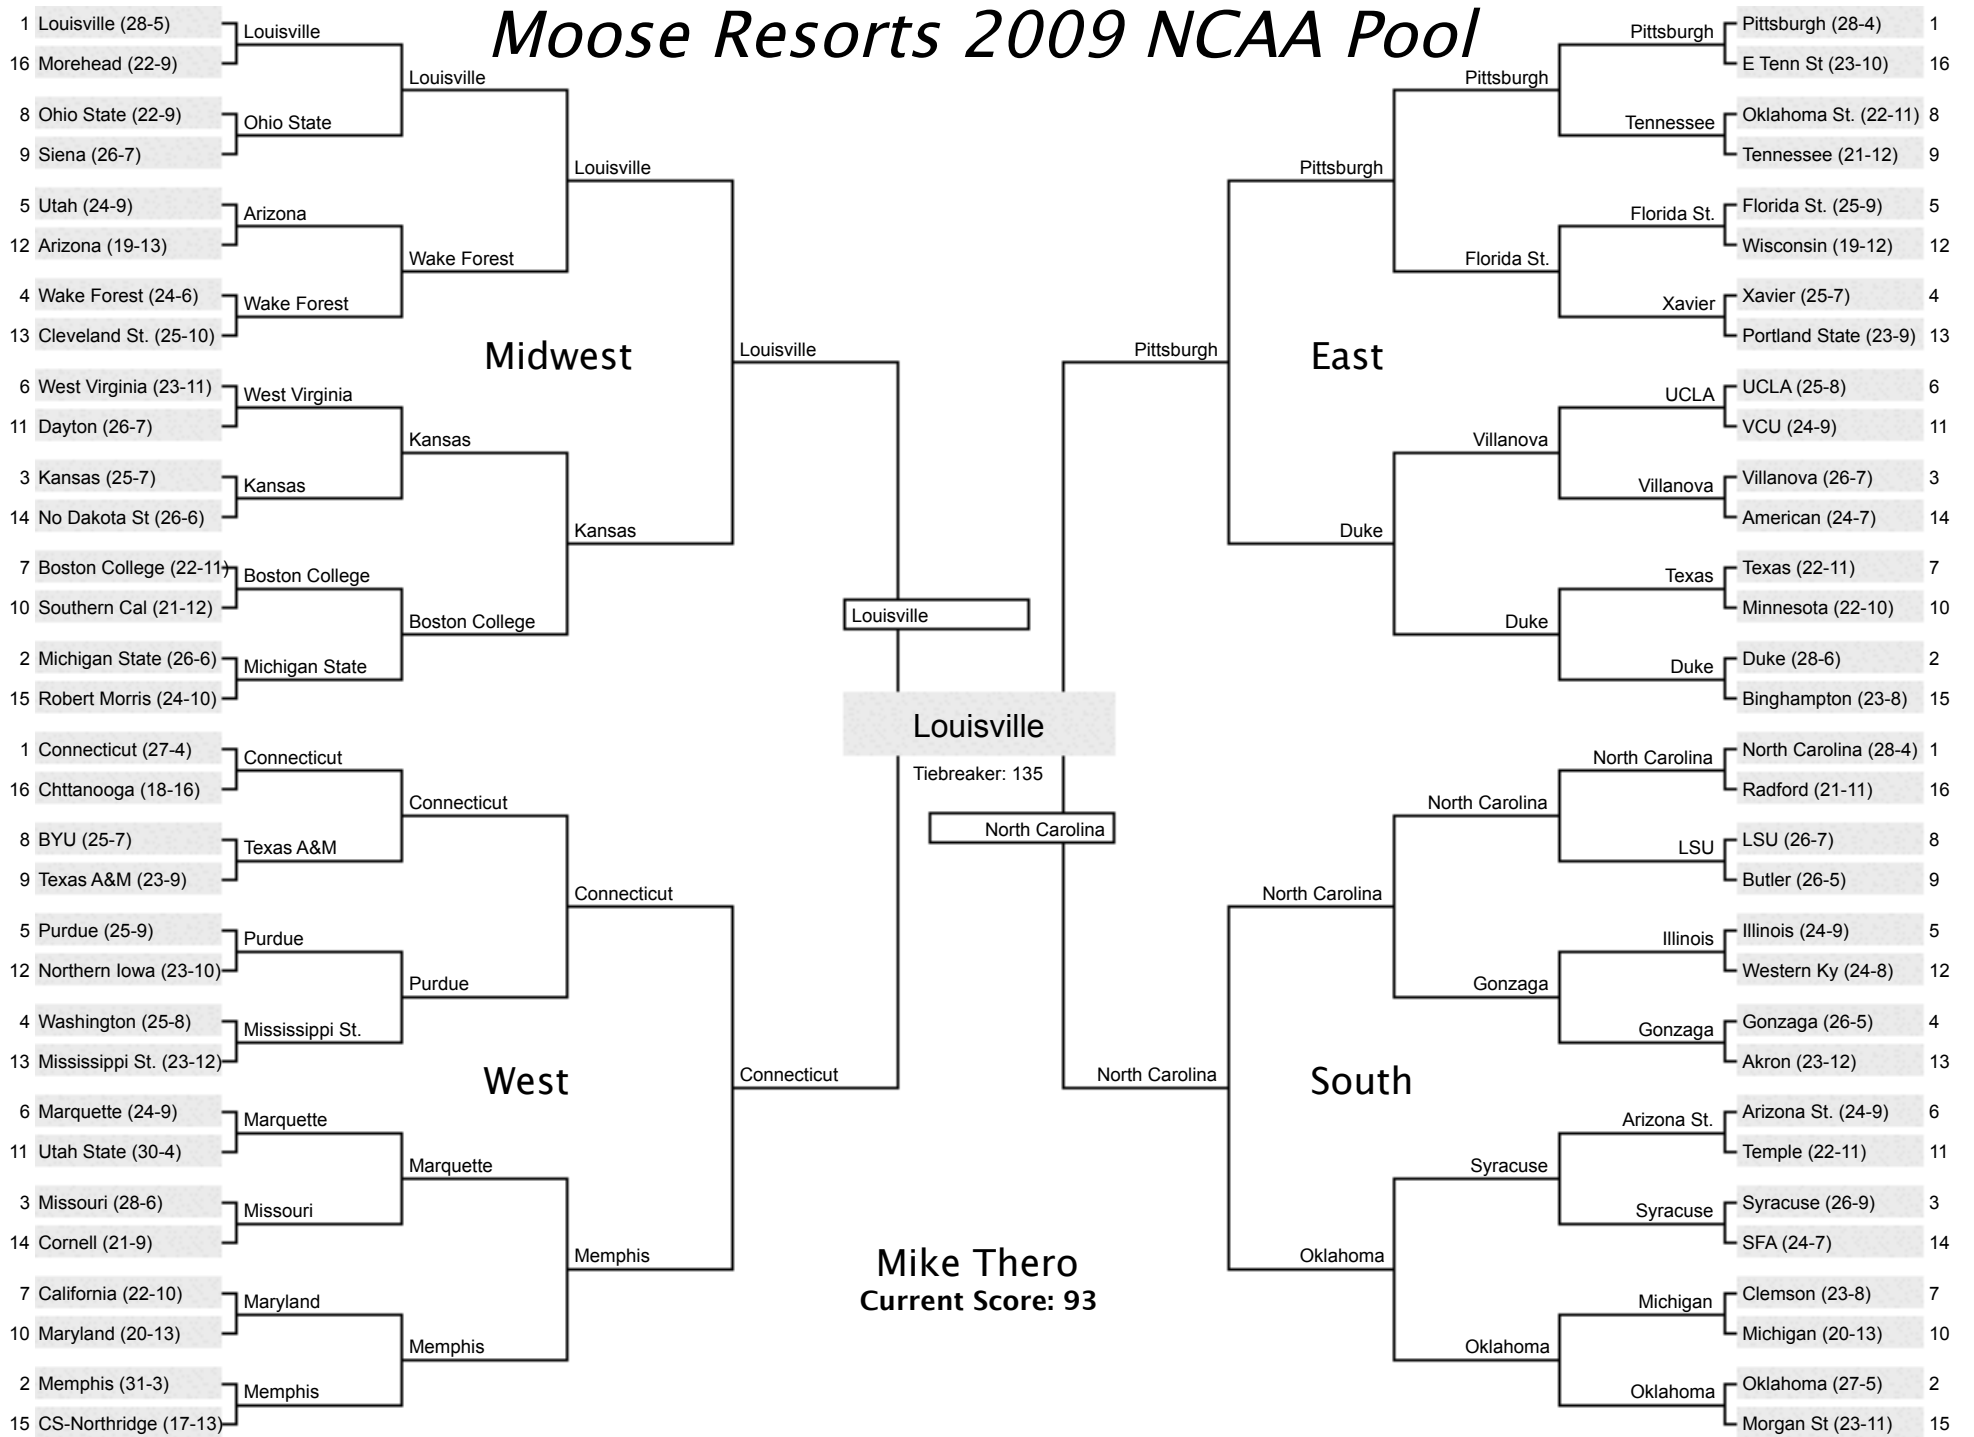 Moose Resorts 2009 NCAA Pool
1 Louisville (28-5)
16 Morehead (22-9)
8 Ohio State (22-9)
9 Siena (26-7)
5 Utah (24-9)
12 Arizona (19-13)
4 Wake Forest (24-6)
13 Cleveland St. (25-10)
6 West Virginia (23-11)
11 Dayton (26-7)
3 Kansas (25-7)
14 No Dakota St (26-6)
7 Boston College (22-11)
10 Southern Cal (21-12)
2 Michigan State (26-6)
15 Robert Morris (24-10)
Louisville
Ohio State
Arizona
Wake Forest
West Virginia
Kansas
Boston College
Michigan State
Louisville
Wake Forest
Kansas
Boston College
Louisville
Kansas
Louisville
Midwest
1 Connecticut (27-4)
16 Chttanooga (18-16)
8 BYU (25-7)
9 Texas A&M (23-9)
5 Purdue (25-9)
12 Northern Iowa (23-10)
4 Washington (25-8)
13 Mississippi St. (23-12)
6 Marquette (24-9)
11 Utah State (30-4)
3 Missouri (28-6)
14 Cornell (21-9)
7 California (22-10)
10 Maryland (20-13)
2 Memphis (31-3)
15 CS-Northridge (17-13)
Connecticut
Texas A&M
Purdue
Mississippi St.
Marquette
Missouri
Maryland
Memphis
Connecticut
Purdue
Marquette
Memphis
Connecticut
Memphis
Connecticut
West
Louisville
Louisville
Tiebreaker: 135
North Carolina
Mike Thero
Current Score: 93
Pittsburgh (28-4) 1
E Tenn St (23-10) 16
Oklahoma St. (22-11) 8
Tennessee (21-12) 9
Florida St. (25-9) 5
Wisconsin (19-12) 12
Xavier (25-7) 4
Portland State (23-9) 13
UCLA (25-8) 6
VCU (24-9) 11
Villanova (26-7) 3
American (24-7) 14
Texas (22-11) 7
Minnesota (22-10) 10
Duke (28-6) 2
Binghampton (23-8) 15
Pittsburgh
Tennessee
Florida St.
Xavier
UCLA
Villanova
Texas
Duke
Pittsburgh
Florida St.
Villanova
Duke
Pittsburgh
Duke
Pittsburgh
East
North Carolina (28-4) 1
Radford (21-11) 16
LSU (26-7) 8
Butler (26-5) 9
Illinois (24-9) 5
Western Ky (24-8) 12
Gonzaga (26-5) 4
Akron (23-12) 13
Arizona St. (24-9) 6
Temple (22-11) 11
Syracuse (26-9) 3
SFA (24-7) 14
Clemson (23-8) 7
Michigan (20-13) 10
Oklahoma (27-5) 2
Morgan St (23-11) 15
North Carolina
LSU
Illinois
Gonzaga
Arizona St.
Syracuse
Michigan
Oklahoma
North Carolina
Gonzaga
Syracuse
Oklahoma
North Carolina
Oklahoma
North Carolina
South